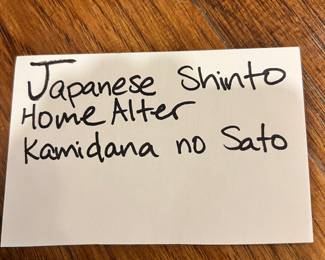 Japanese Shinto
Home Alter
Kamidana no Sato